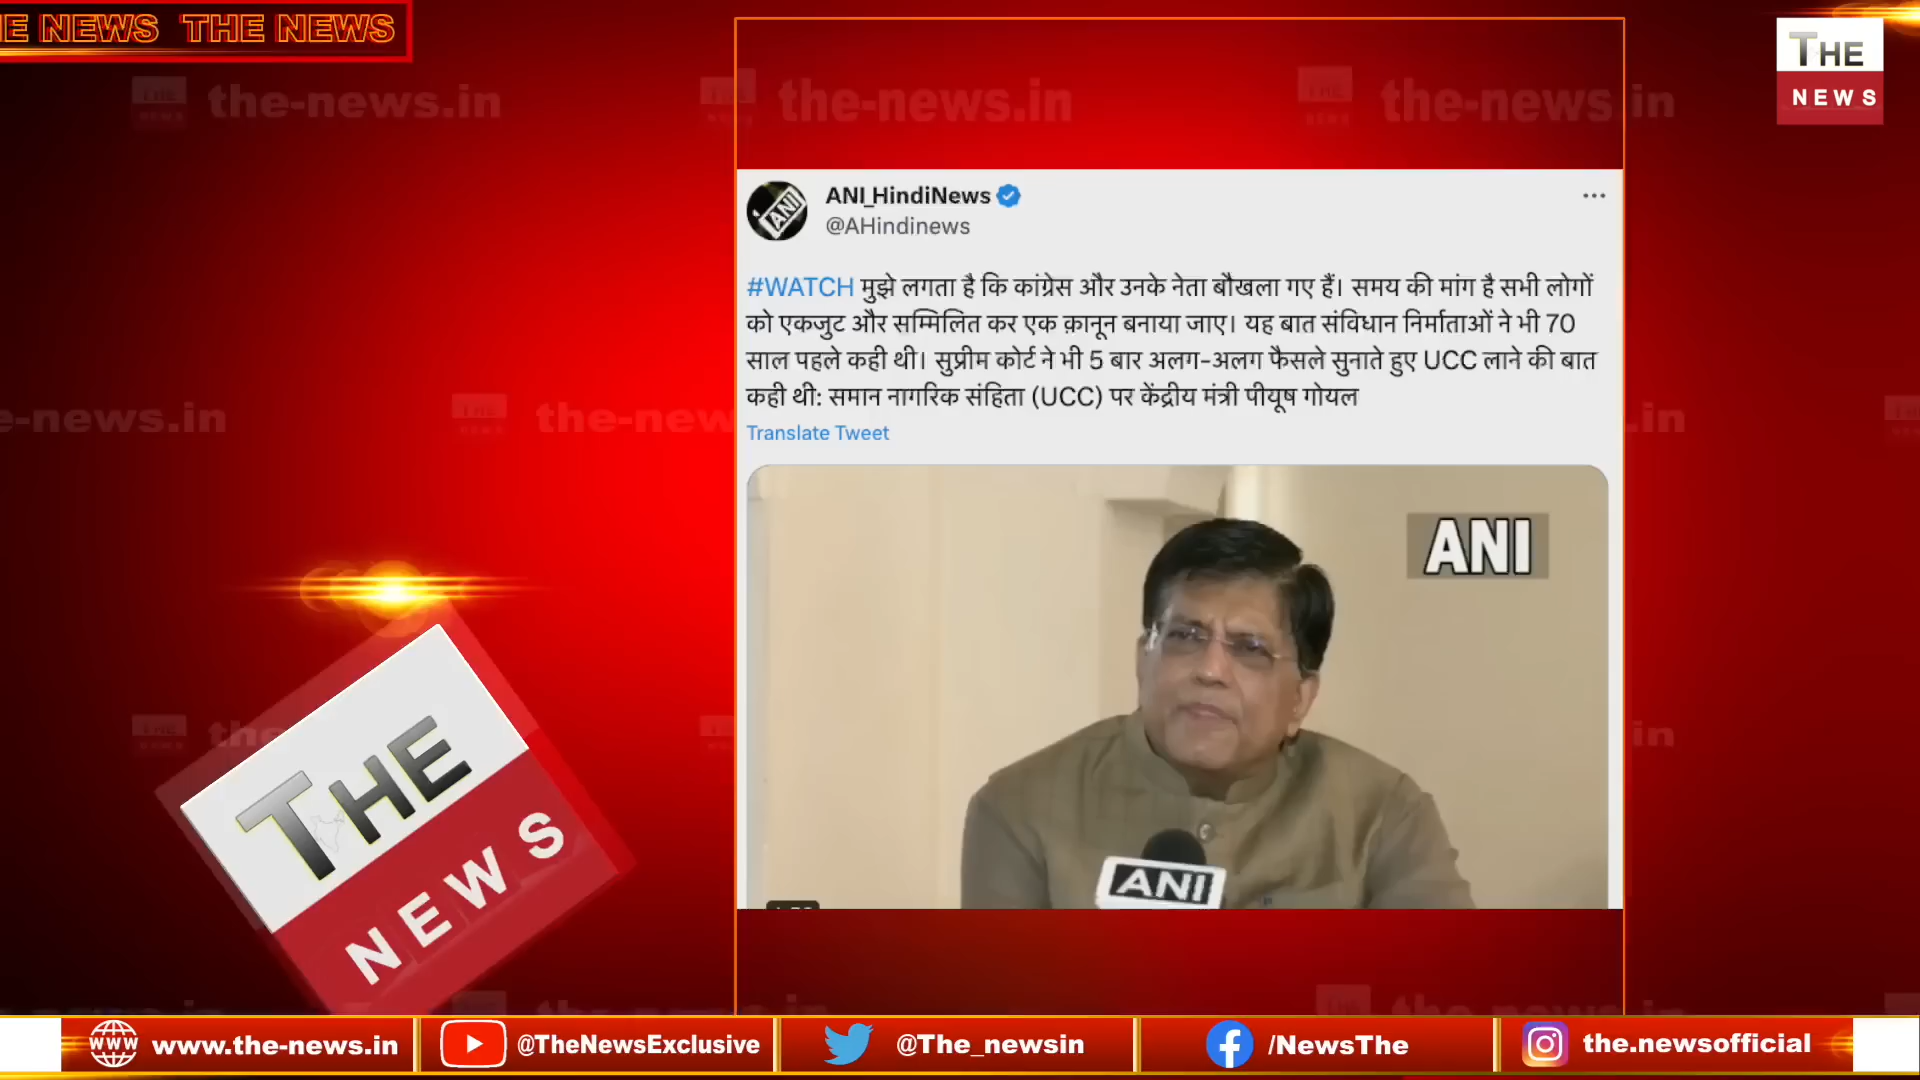 THE NEWS THE NEWS
THE
NEWS
the-news.in the-news.in the-news.in
ANI_HindiNews
@AHindinews
#WATCH मुझे लगता है कि कांग्रेस और उनके नेता बौखला गए हैं। समय की मांग है सभी लोगों
को एकजुट और सम्मिलित कर एक क़ानून बनाया जाए। यह बात संविधान निर्माताओं ने भी 70
साल पहले कही थी। सुप्रीम कोर्ट ने भी 5 बार अलग-अलग फैसले सुनाते हुए UCC लाने की बात
कही थी: समान नागरिक संहिता (UCC) पर केंद्रीय मंत्री पीयूष गोयल
Translate Tweet
ANI
ANI
THE
NEWS
www.the-news.in @TheNewsExclusive @The_newsin /NewsThe the.newsofficial